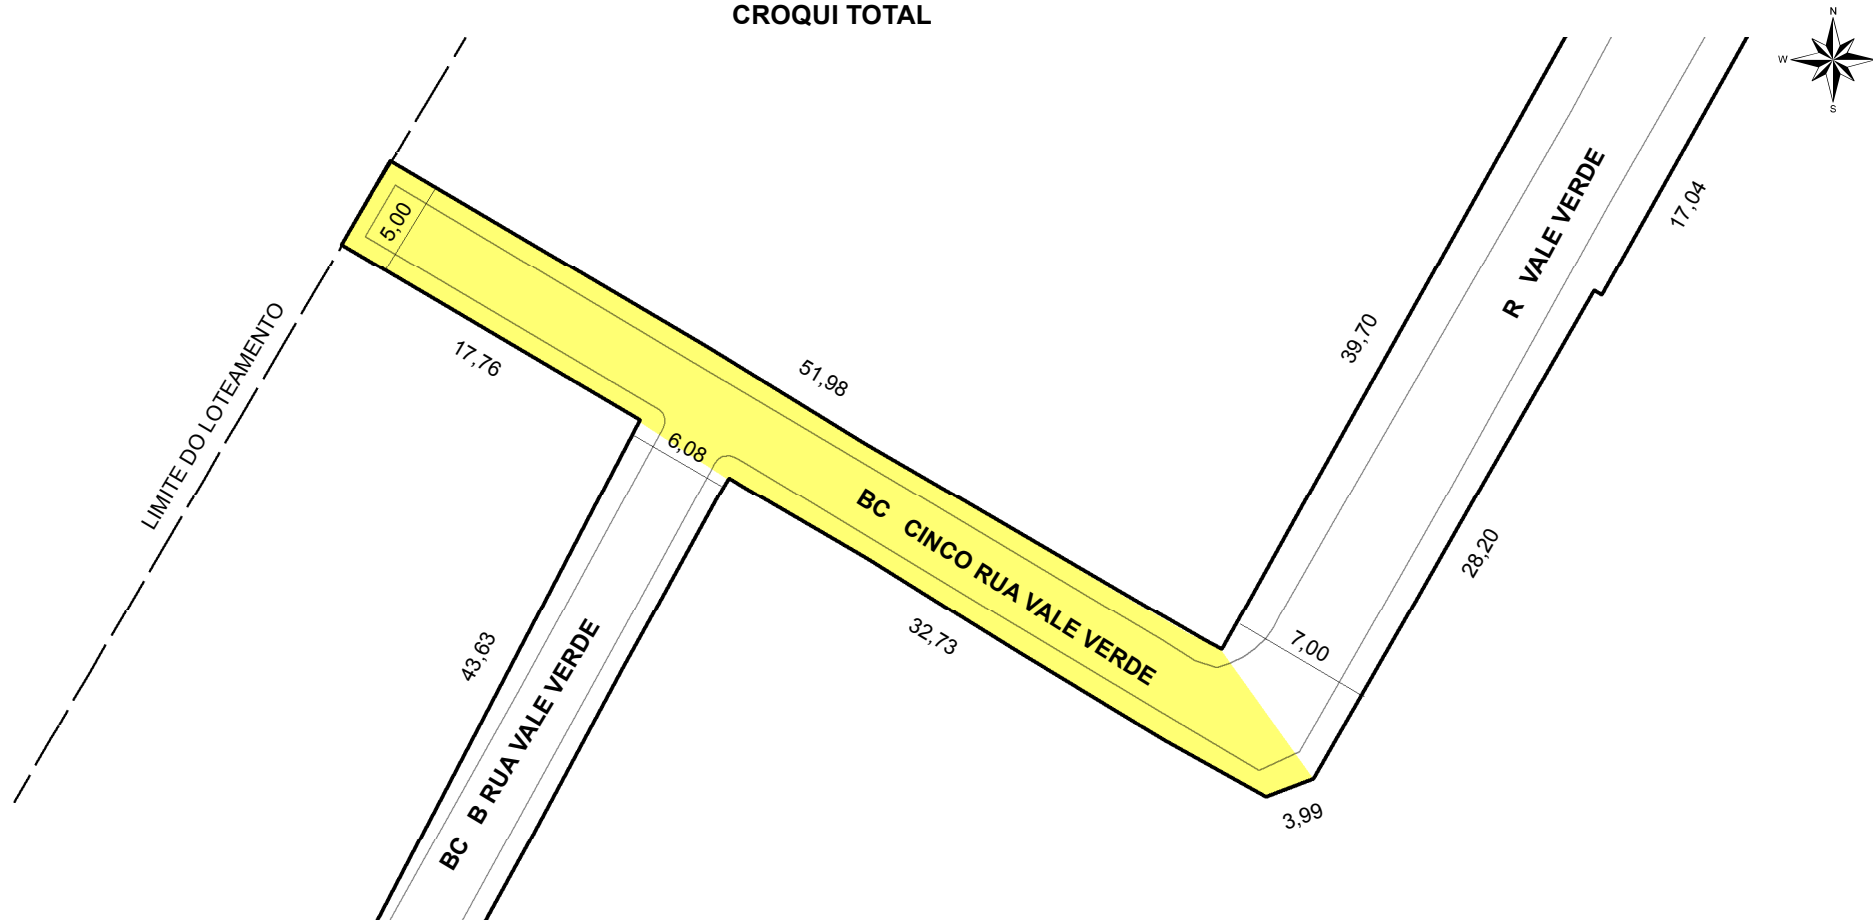 CROQUI TOTAL
N
W
S
5,00
17,76
51,98
6,08
39,70
R VALE VERDE
17,04
28,20
LIMITE DO LOTEAMENTO
BC CINCO RUA VALE VERDE
7,00
32,73
43,63
BC B RUA VALE VERDE
3,99